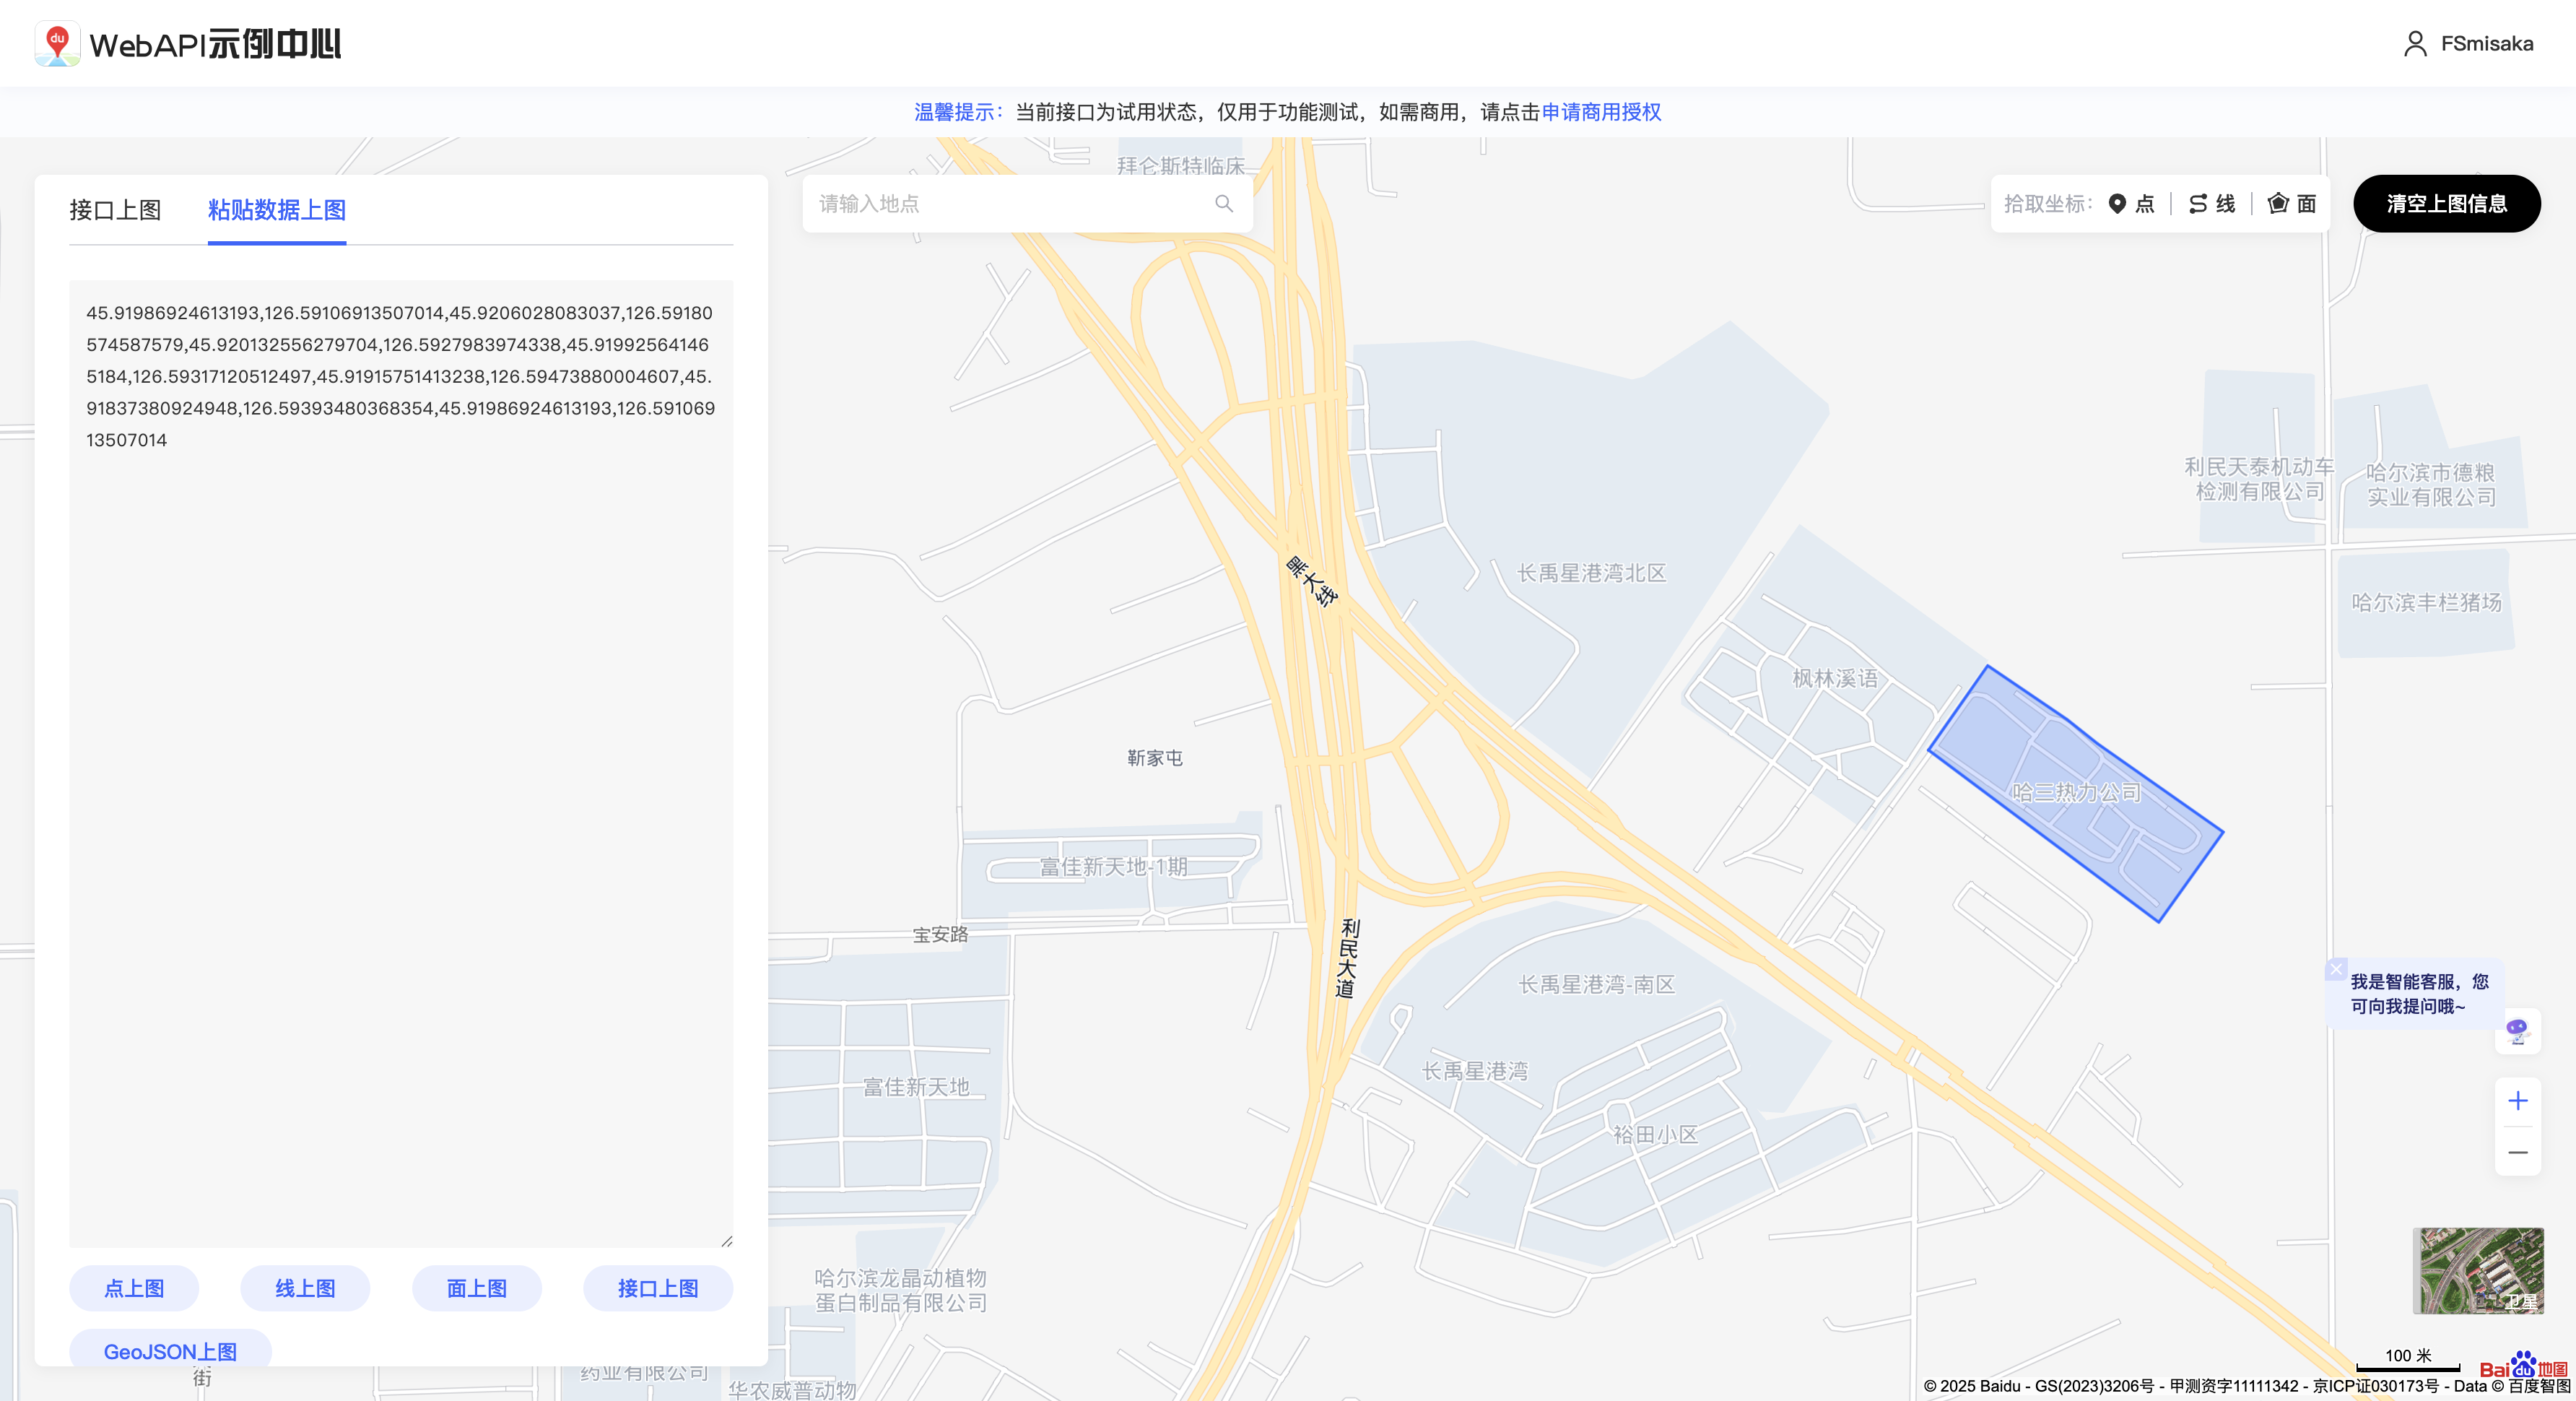 du
WebAPI示例中心
FSmisaka
温馨提示：当前接口为试用状态，仅用于功能测试，如需商用，请点击申请商用授权
接口上图
粘贴数据上图
45.91986924613193,126.59106913507014,45.9206028083037,126.59180
574587579,45.920132556279704,126.5927983974338,45.91992564146
5184,126.59317120512497,45.91915751413238,126.59473880004607,45.
91837380924948,126.59393480368354,45.91986924613193,126.591069
13507014
点上图
线上图
面上图
接口上图
GeoJSON上图
请输入地点
拾取坐标：
点
线
面
清空上图信息
拜仑斯特临床
利民天泰机动车
检测有限公司
哈尔滨市德粮
实业有限公司
黑大线
长禹星港湾北区
哈尔滨丰栏猪场
枫林溪语
靳家屯
哈三热力公司
富佳新天地-1期
宝安路
利民大道
长禹星港湾-南区
长禹星港湾
富佳新天地
裕田小区
哈尔滨龙晶动植物
蛋白制品有限公司
街
药业有限公司
华农威普动物
我是智能客服，您
可向我提问哦~
卫星
100 米
Bai du 地图
© 2025 Baidu - GS(2023)3206号 - 甲测资字11111342 - 京ICP证030173号 - Data © 百度智图